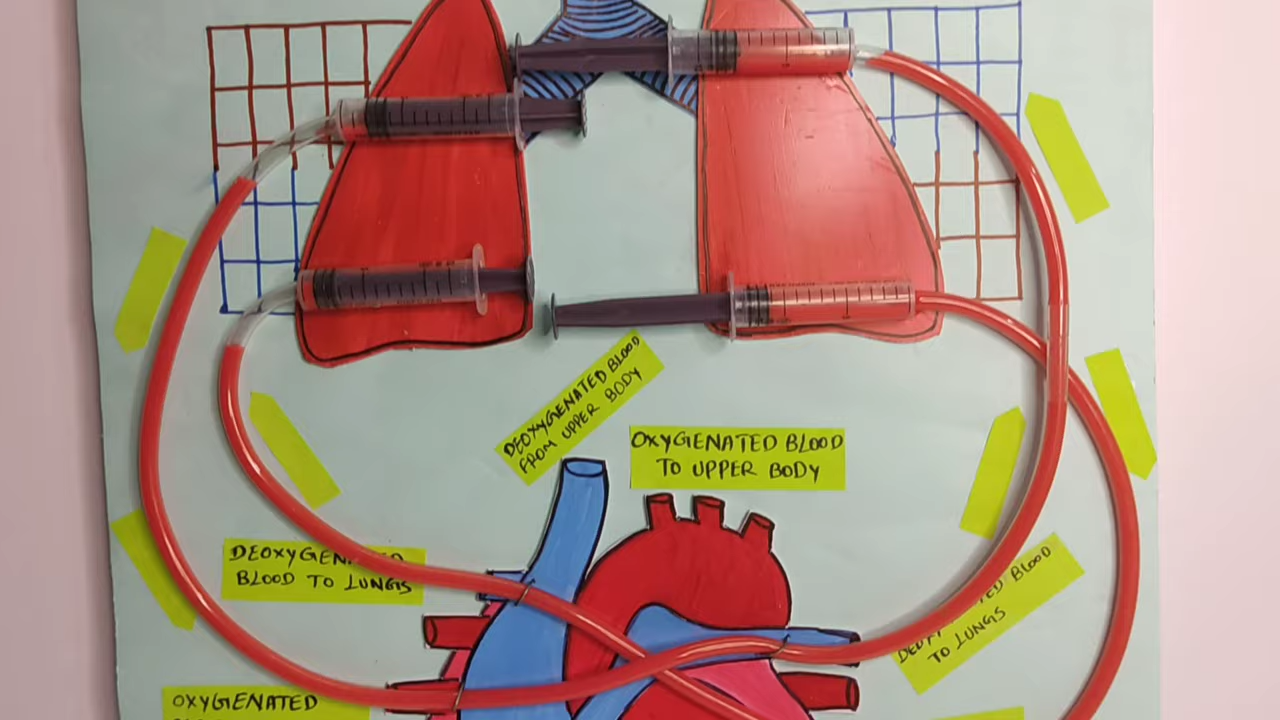 DEOXYGENATED BLOOD
FROM UPPER BODY
OXYGENATED BLOOD
TO UPPER BODY
BLOOD TO LUNGS
BLOOD
TO LUNGS
OXYGENATED